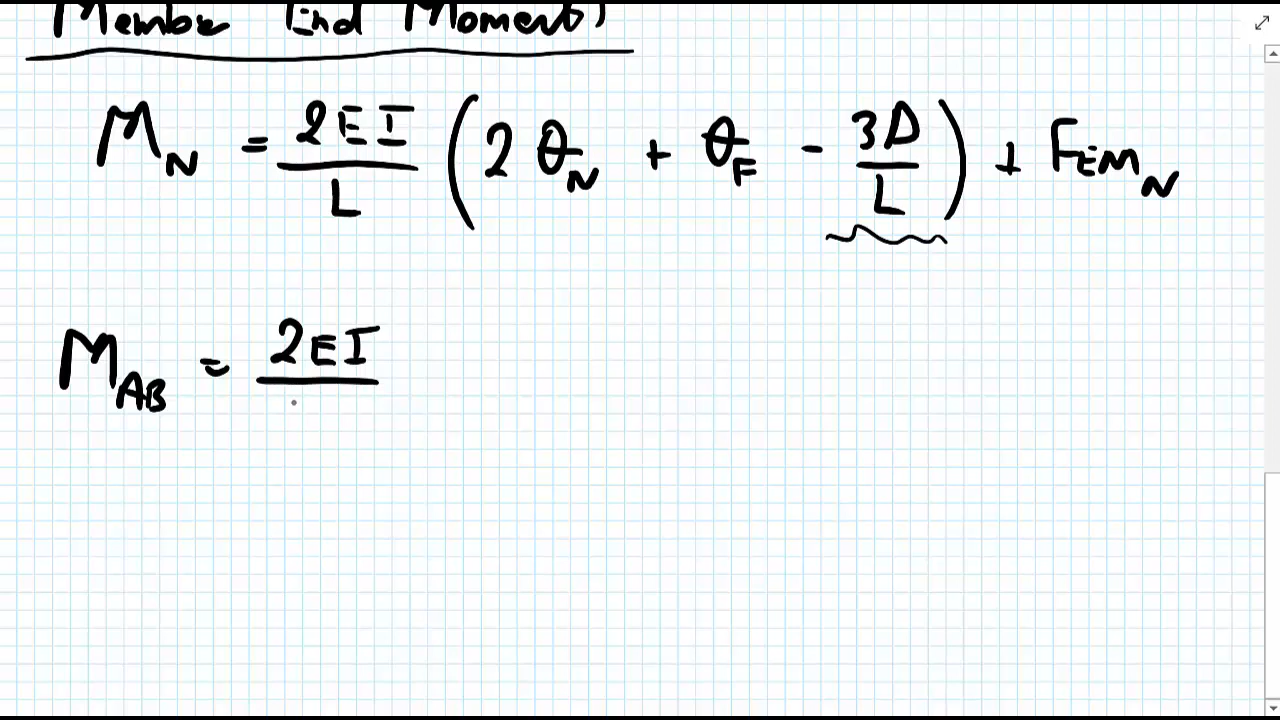 Member End Moments
M_N = 2EI/L (2θ_N + θ_F - 3Δ/L) + FEM_N
M_AB = 2EI